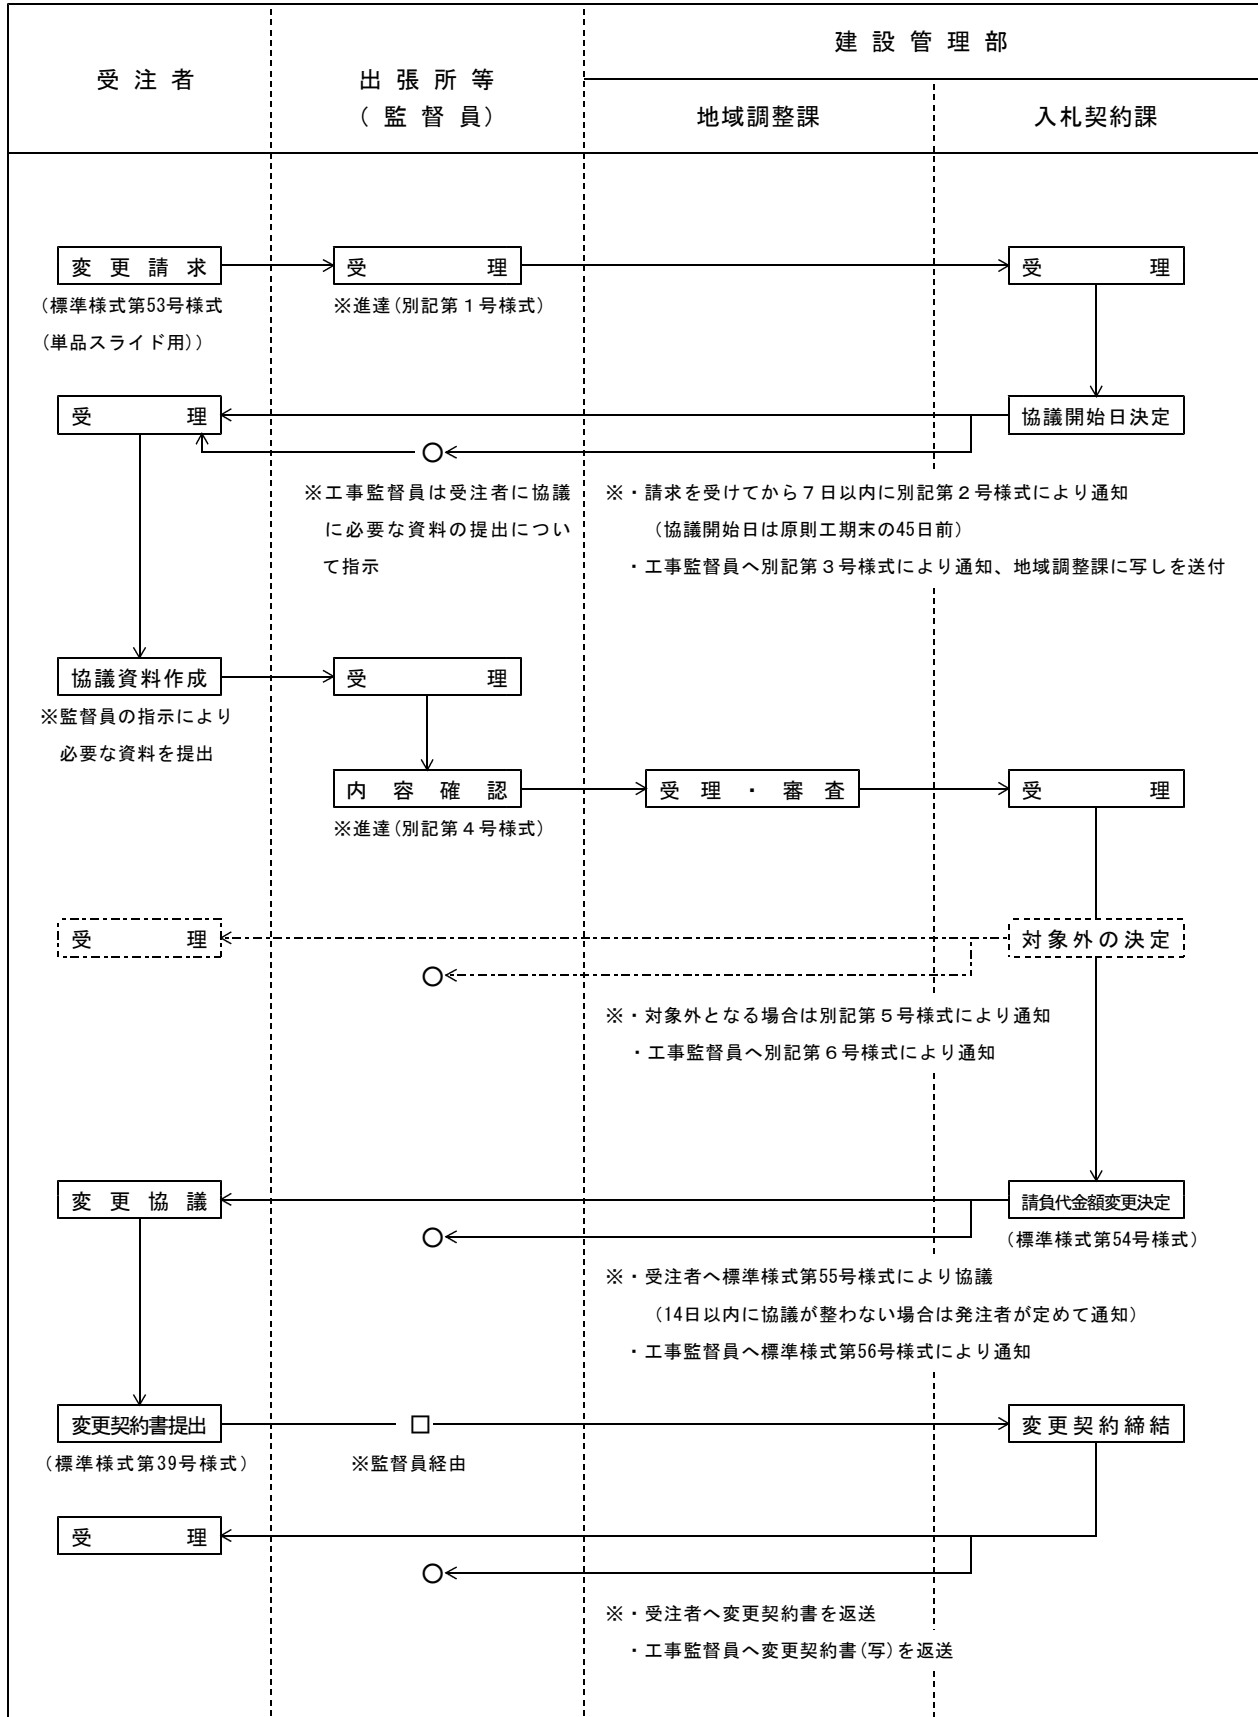 建設管理部
受注者
出張所等
(監督員)
地域調整課
入札契約課
変更請求
受理
受理
(標準様式第53号様式
(単品スライド用))
※進達(別記第1号様式)
受理
協議開始日決定
※工事監督員は受注者に協議
に必要な資料の提出につい
て指示
※・請求を受けてから7日以内に別記第2号様式により通知
(協議開始日は原則工期末の45日前)
・工事監督員へ別記第3号様式により通知、地域調整課に写しを送付
協議資料作成
受理
※監督員の指示により
必要な資料を提出
内容確認
受理・審査
受理
※進達(別記第4号様式)
受理
対象外の決定
※・対象外となる場合は別記第5号様式により通知
・工事監督員へ別記第6号様式により通知
変更協議
請負代金額変更決定
(標準様式第54号様式)
※・受注者へ標準様式第55号様式により協議
(14日以内に協議が整わない場合は発注者が定めて通知)
・工事監督員へ標準様式第56号様式により通知
変更契約書提出
変更契約締結
(標準様式第39号様式)
※監督員経由
受理
※・受注者へ変更契約書を返送
・工事監督員へ変更契約書(写)を返送